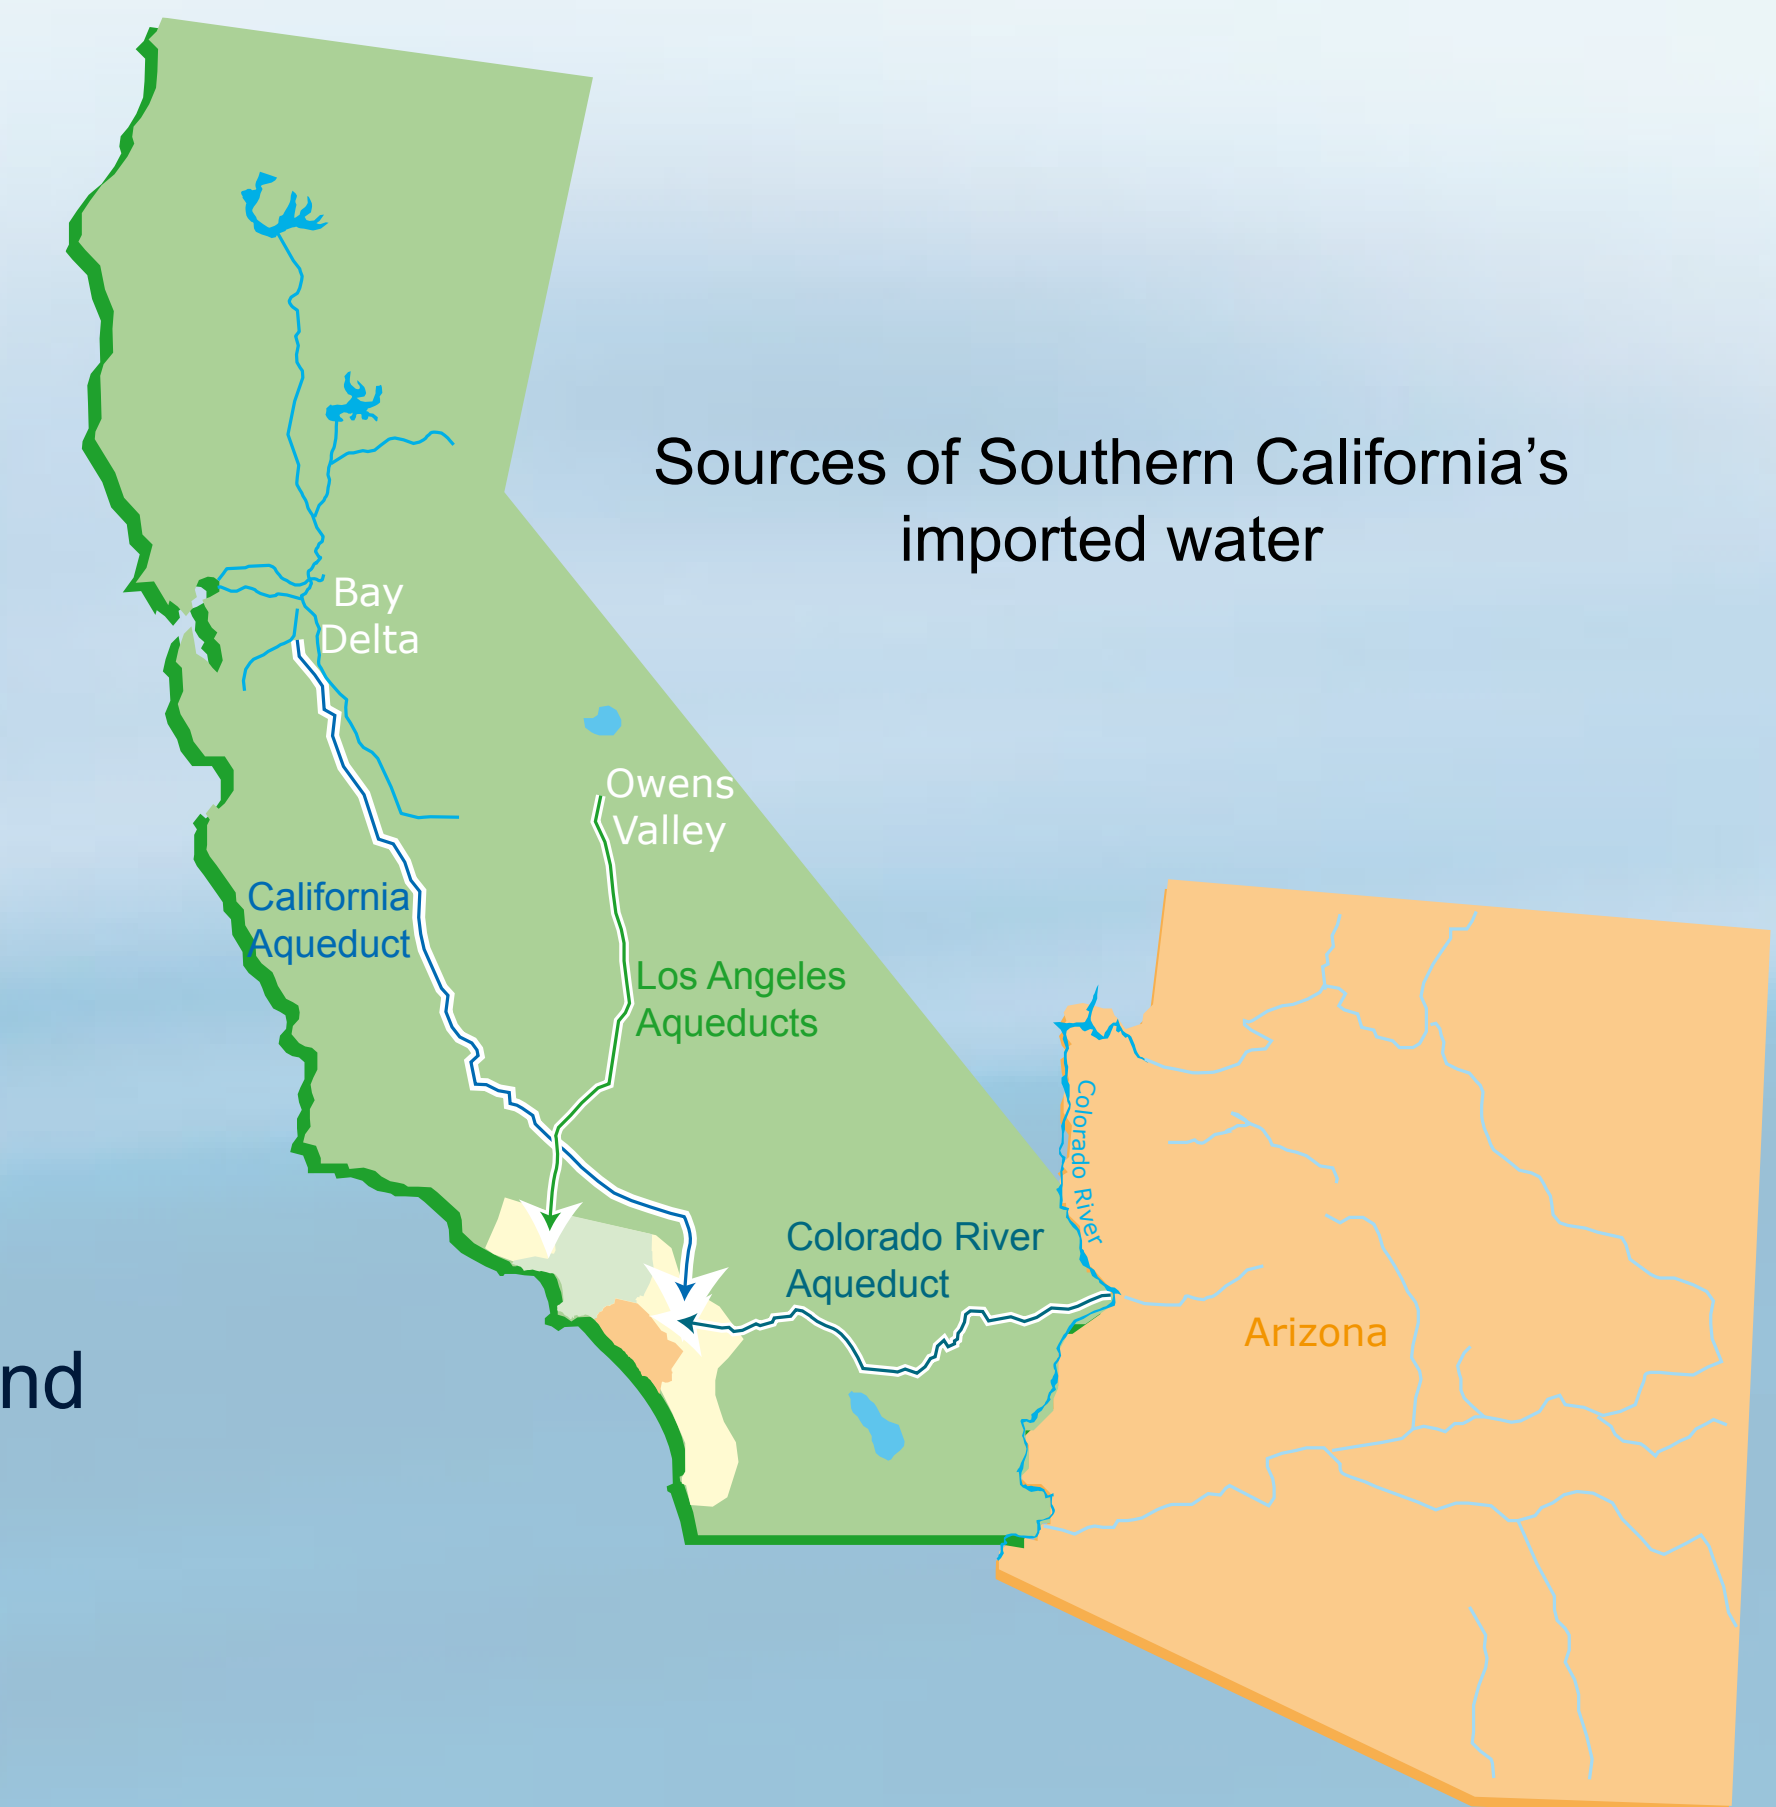 Sources of Southern California’s
imported water
Bay
Delta
Owens
Valley
California
Aqueduct
Los Angeles
Aqueducts
Colorado River
Colorado River
Aqueduct
Arizona
nd